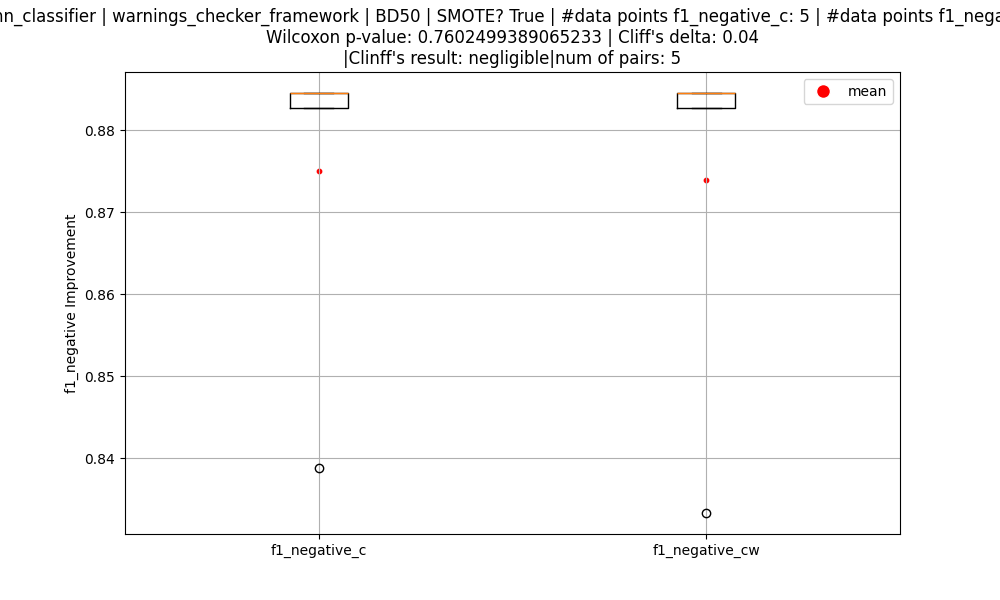 _classifier | warnings_checker_framework | BD50 | SMOTE? True | #data points f1_negative_c: 5 | #data points
Wilcoxon p-value: 0.7602499389065233 | Cliff's delta: 0.04
|Clinff's result: negligible|num of pairs: 5
mean
0.88
0.87
0.86
0.85
0.84
f1_negative Improvement
f1_negative_c
f1_negative_cw